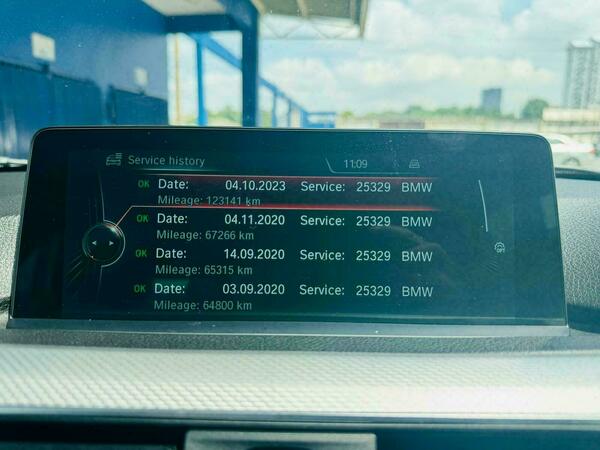 Service history 11:09
OK Date: 04.10.2023 Service: 25329 BMW
Mileage: 123141 km
OK Date: 04.11.2020 Service: 25329 BMW
Mileage: 67266 km
OK Date: 14.09.2020 Service: 25329 BMW
Mileage: 65315 km
OK Date: 03.09.2020 Service: 25329 BMW
Mileage: 64800 km
OFF